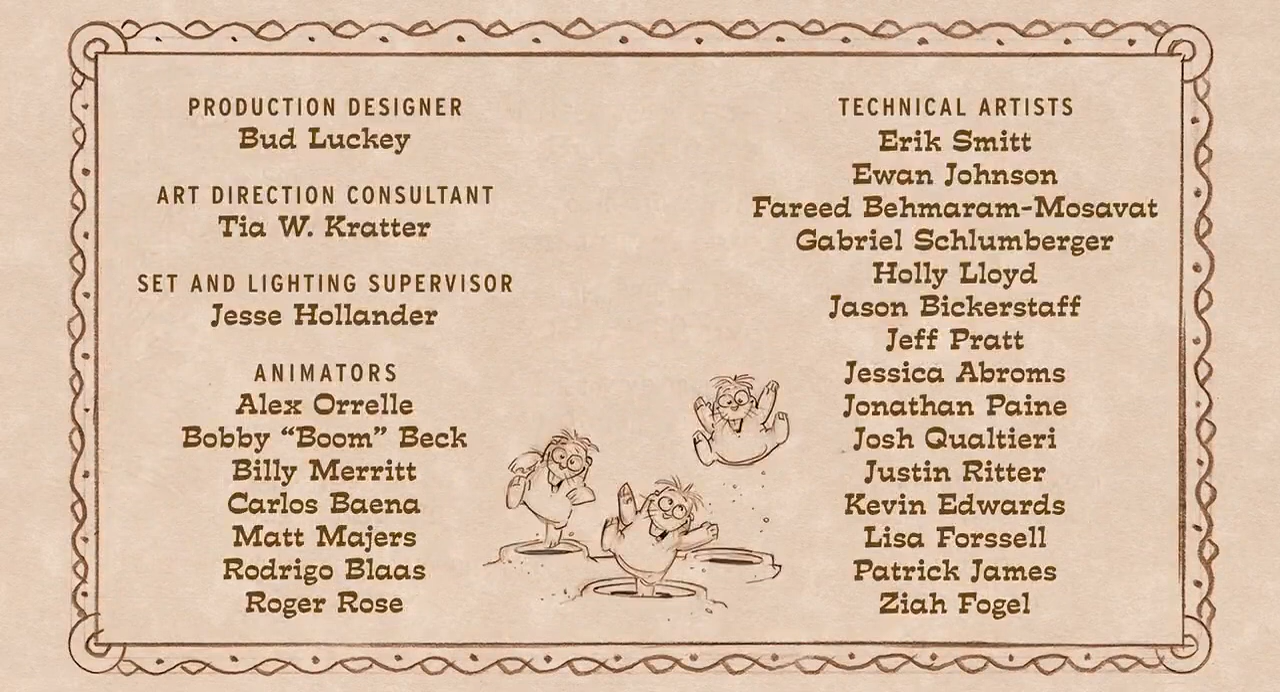 PRODUCTION DESIGNER
Bud Luckey
ART DIRECTION CONSULTANT
Tia W. Kratter
SET AND LIGHTING SUPERVISOR
Jesse Hollander
ANIMATORS
Alex Orrelle
Bobby “Boom” Beck
Billy Merritt
Carlos Baena
Matt Majers
Rodrigo Blaas
Roger Rose
TECHNICAL ARTISTS
Erik Smitt
Ewan Johnson
Fareed Behmaram-Mosavat
Gabriel Schlumberger
Holly Lloyd
Jason Bickerstaff
Jeff Pratt
Jessica Abroms
Jonathan Paine
Josh Qualtieri
Justin Ritter
Kevin Edwards
Lisa Forssell
Patrick James
Ziah Fogel